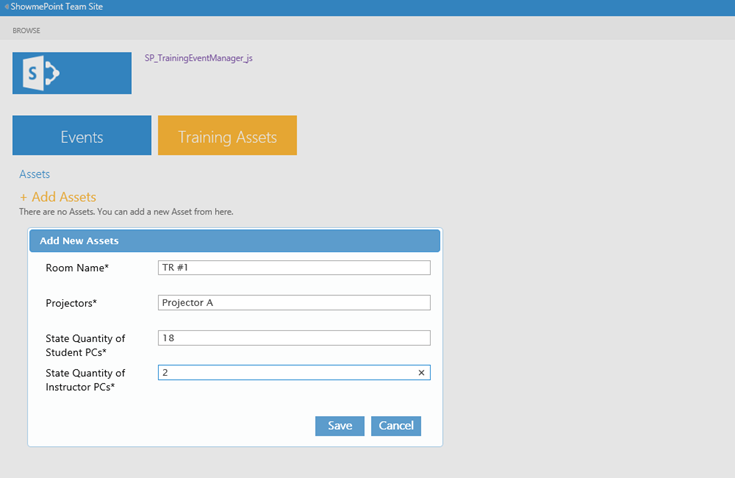 ShowmePoint Team Site
BROWSE
S
SP_TrainingEventManager_js
Events
Training Assets
Assets
+ Add Assets
There are no Assets. You can add a new Asset from here.
Add New Assets
Room Name* TR #1
Projectors* Projector A
State Quantity of
Student PCs* 18
State Quantity of
Instructor PCs* 2
Save Cancel